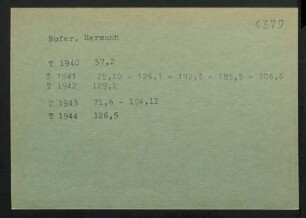 4379
Rufer, Hermann
T 1940 57,2
T 1941 25,10 - 126,1 - 192,3 - 195,5 - 206,6
T 1942 129,1
T 1943 71,6 - 104,12
T 1944 126,5